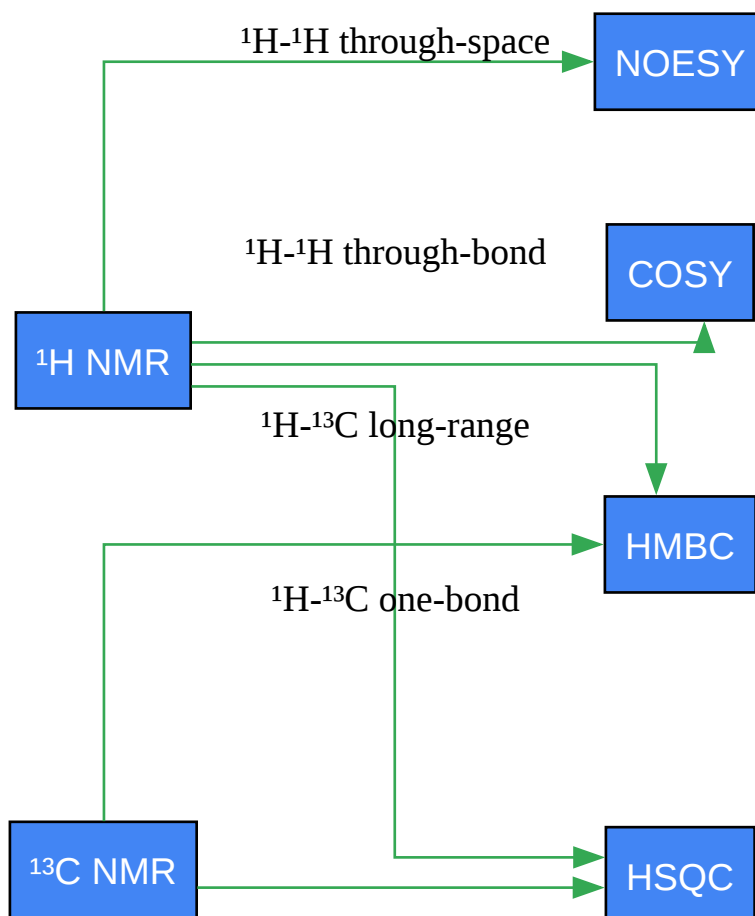 ¹H-¹H through-space
NOESY
¹H-¹H through-bond
COSY
¹H NMR
¹H-¹³C long-range
HMBC
¹H-¹³C one-bond
¹³C NMR
HSQC